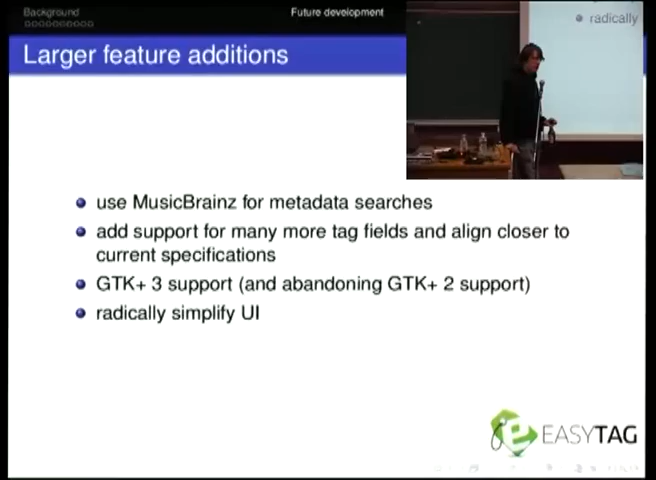 Background
Future development
radically
Larger feature additions
use MusicBrainz for metadata searches
add support for many more tag fields and align closer to
current specifications
GTK+ 3 support (and abandoning GTK+ 2 support)
radically simplify UI
e EASYTAG